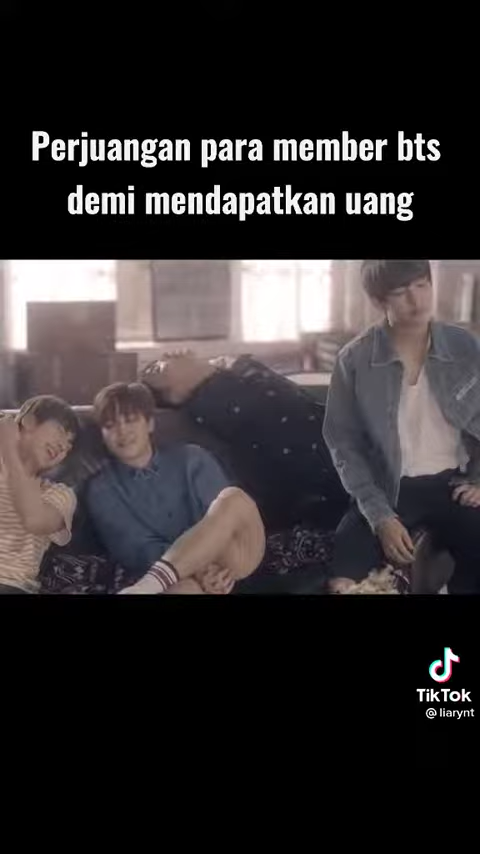 Perjuangan para member bts
demi mendapatkan uang
TikTok
@liarynt